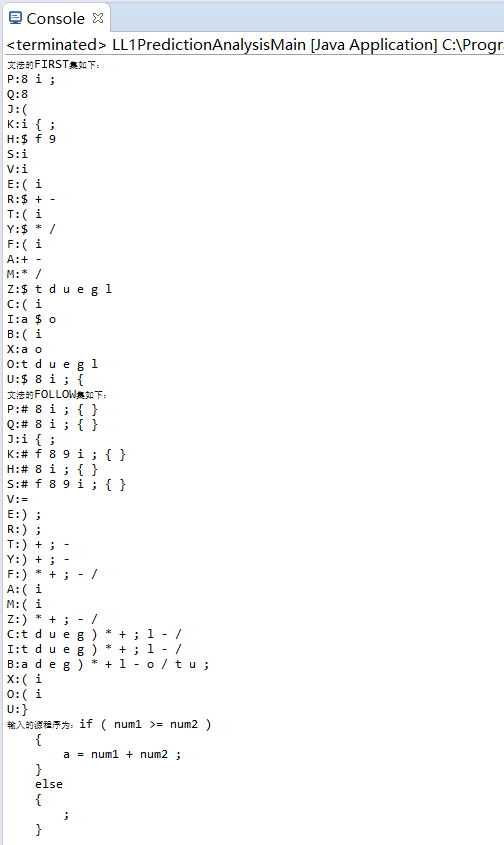 Console
<terminated> LL1PredictionAnalysisMain [Java Application] C:\Progr
文法的FIRST集如下:
P:8 i ;
Q:8
J:(
K:i { ;
H:$ f 9
S:i
V:i
E:( i
R:$ + -
T:( i
Y:$ * /
F:( i
A:+ -
M:* /
Z:$ t d u e g l
C:( i
I:a $ o
B:( i
X:a o
O:t d u e g l
U:$ 8 i ; {
文法的FOLLOW集如下:
P:# 8 i ; { }
Q:# 8 i ; { }
J:i { ;
K:# f 8 9 i ; { }
H:# 8 i ; { }
S:# f 8 9 i ; { }
V:=
E:) ;
R:) ;
T:) + ; -
Y:) + ; -
F:) * + ; - /
A:( i
M:( i
Z:) * + ; - /
C:t d u e g ) * + ; l - /
I:t d u e g ) * + ; l - /
B:a d e g ) * + l - o / t u ;
X:( i
O:( i
U:}
输入的源程序为: if ( num1 >= num2 )
{
a = num1 + num2 ;
}
else
{
;
}